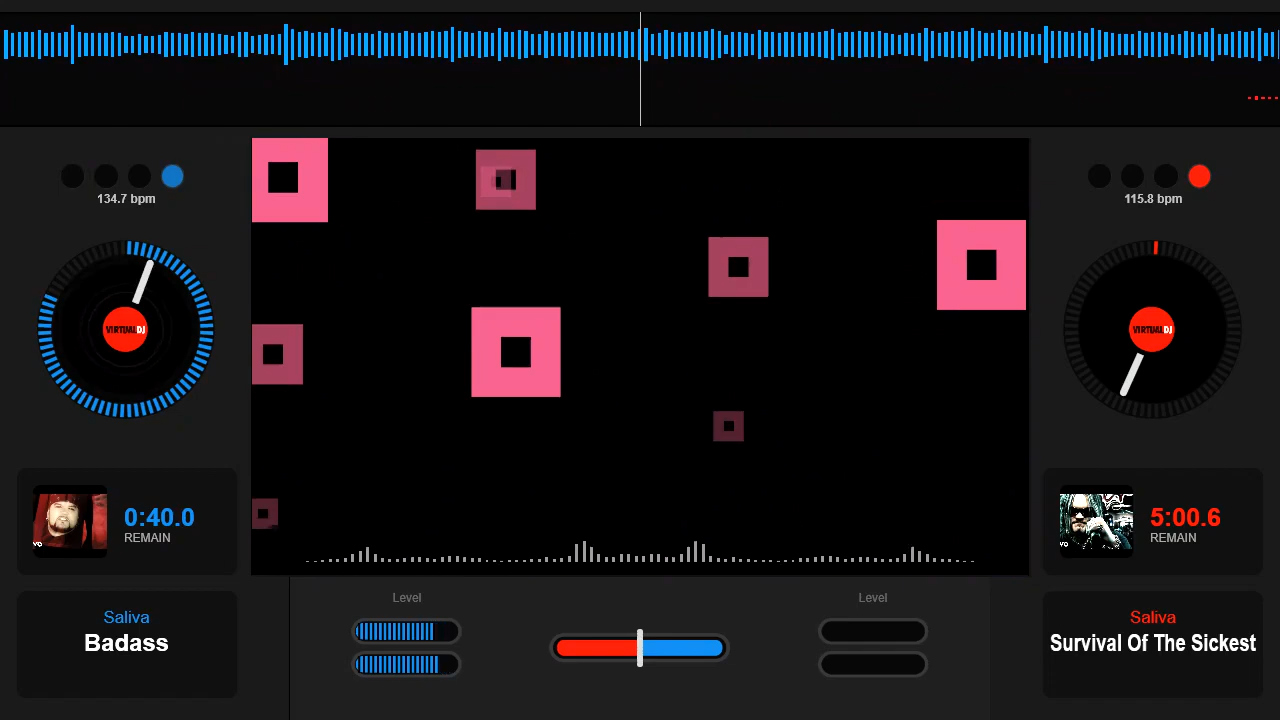 134.7 bpm
115.8 bpm
VIRTUALDJ
VIRTUALDJ
0:40.0
REMAIN
5:00.6
REMAIN
Level
Level
Saliva
Badass
Saliva
Survival Of The Sickest